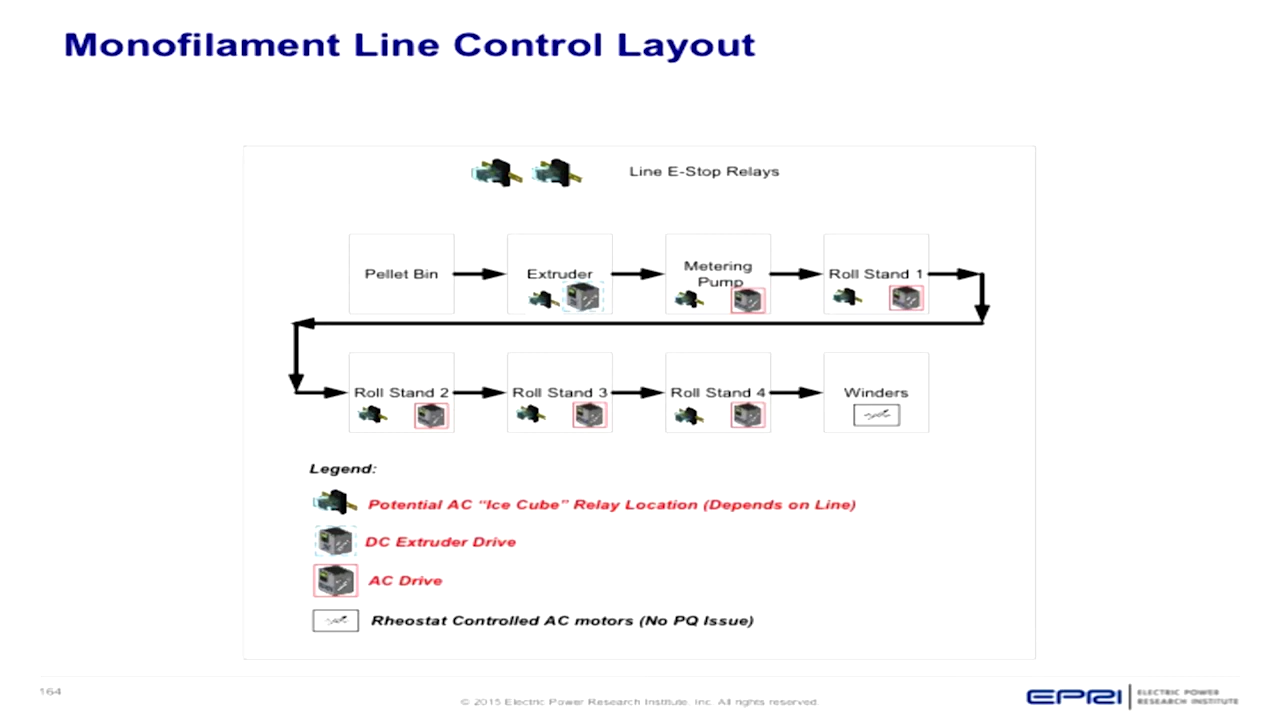 Monofilament Line Control Layout
Line E-Stop Relays
Pellet Bin
Extruder
Metering
Pump
Roll Stand 1
Roll Stand 2
Roll Stand 3
Roll Stand 4
Winders
Legend:
Potential AC “Ice Cube” Relay Location (Depends on Line)
DC Extruder Drive
AC Drive
Rheostat Controlled AC motors (No PQ Issue)
164
© 2015 Electric Power Research Institute, Inc. All rights reserved.
EPRI
ELECTRIC POWER
RESEARCH INSTITUTE